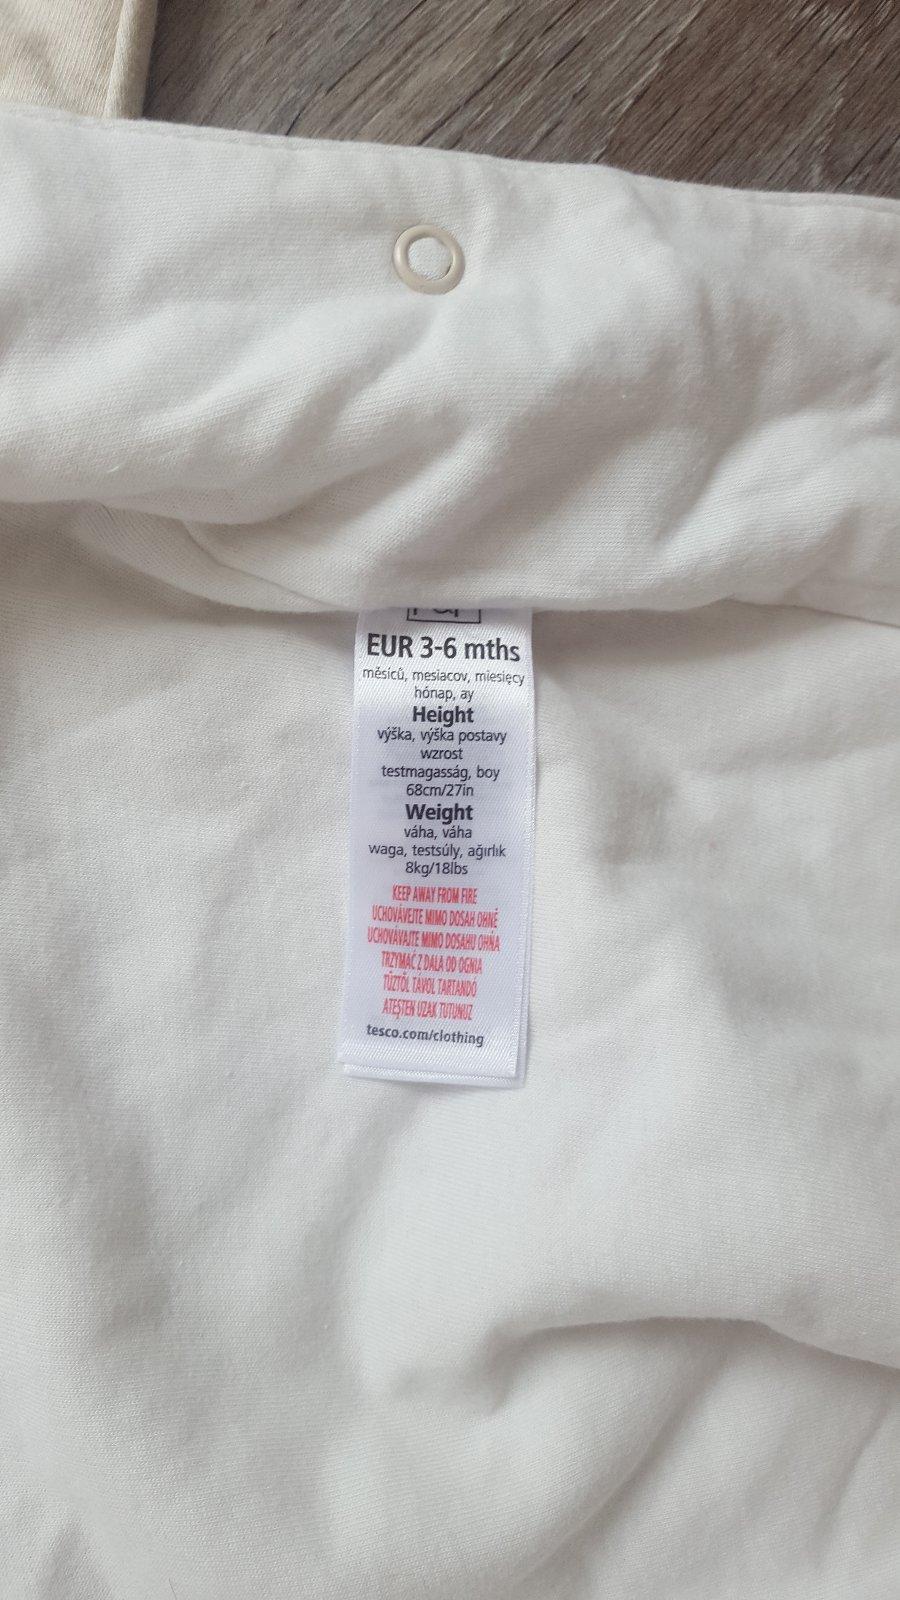 EUR 3-6 mths
měsíců, mesiacov, miesięcy
hónap, ay
Height
výška, výška postavy
wzrost
testmagasság, boy
68cm/27in
Weight
váha, váha
waga, testsúly, ağırlık
8kg/18lbs
KEEP AWAY FROM FIRE
UCHOVÁVEJTE MIMO DOSAH OHNĚ
UCHOVÁVAJTE MIMO DOSAHU OHŇA
TRZYMAĆ Z DALA OD OGNIA
TŰZTŐL TÁVOL TARTANDÓ
ATEŞTEN UZAK TUTUNUZ
tesco.com/clothing